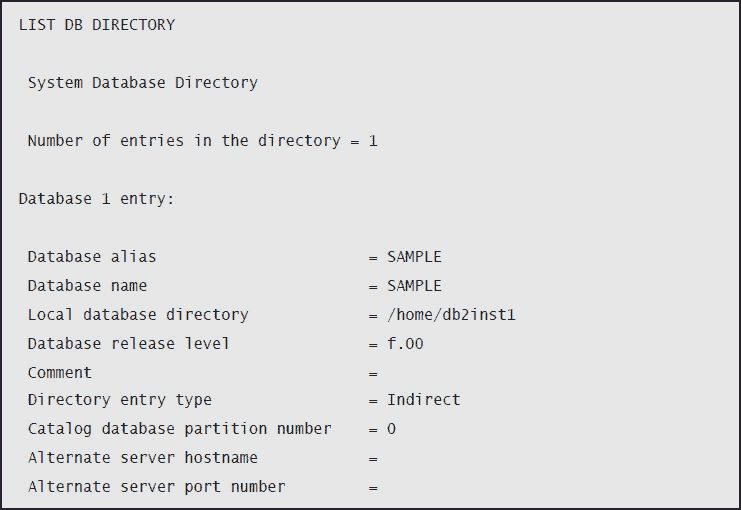 LIST DB DIRECTORY
System Database Directory
Number of entries in the directory = 1
Database 1 entry:
Database alias = SAMPLE
Database name = SAMPLE
Local database directory = /home/db2inst1
Database release level = f.00
Comment =
Directory entry type = Indirect
Catalog database partition number = 0
Alternate server hostname =
Alternate server port number =